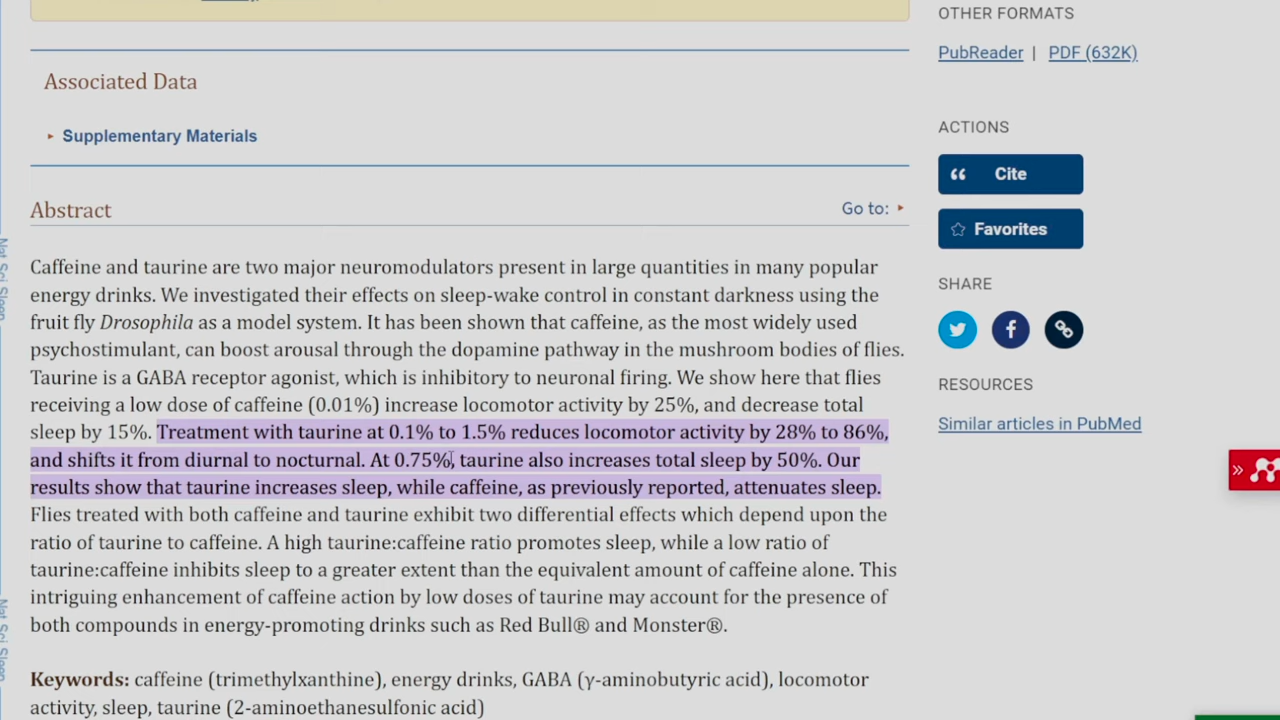 OTHER FORMATS
PubReader | PDF (632K)
Associated Data
Supplementary Materials
ACTIONS
Cite
Abstract
Go to:
Favorites
Caffeine and taurine are two major neuromodulators present in large quantities in many popular
energy drinks. We investigated their effects on sleep-wake control in constant darkness using the
fruit fly Drosophila as a model system. It has been shown that caffeine, as the most widely used
psychostimulant, can boost arousal through the dopamine pathway in the mushroom bodies of flies.
Taurine is a GABA receptor agonist, which is inhibitory to neuronal firing. We show here that flies
receiving a low dose of caffeine (0.01%) increase locomotor activity by 25%, and decrease total
sleep by 15%. Treatment with taurine at 0.1% to 1.5% reduces locomotor activity by 28% to 86%,
and shifts it from diurnal to nocturnal. At 0.75%, taurine also increases total sleep by 50%. Our
results show that taurine increases sleep, while caffeine, as previously reported, attenuates sleep.
Flies treated with both caffeine and taurine exhibit two differential effects which depend upon the
ratio of taurine to caffeine. A high taurine:caffeine ratio promotes sleep, while a low ratio of
taurine:caffeine inhibits sleep to a greater extent than the equivalent amount of caffeine alone. This
intriguing enhancement of caffeine action by low doses of taurine may account for the presence of
both compounds in energy-promoting drinks such as Red Bull® and Monster®.
Keywords: caffeine (trimethylxanthine), energy drinks, GABA (γ-aminobutyric acid), locomotor
activity, sleep, taurine (2-aminoethanesulfonic acid)
SHARE
RESOURCES
Similar articles in PubMed
Nat Sci Sleep
Nat Sci Sleep